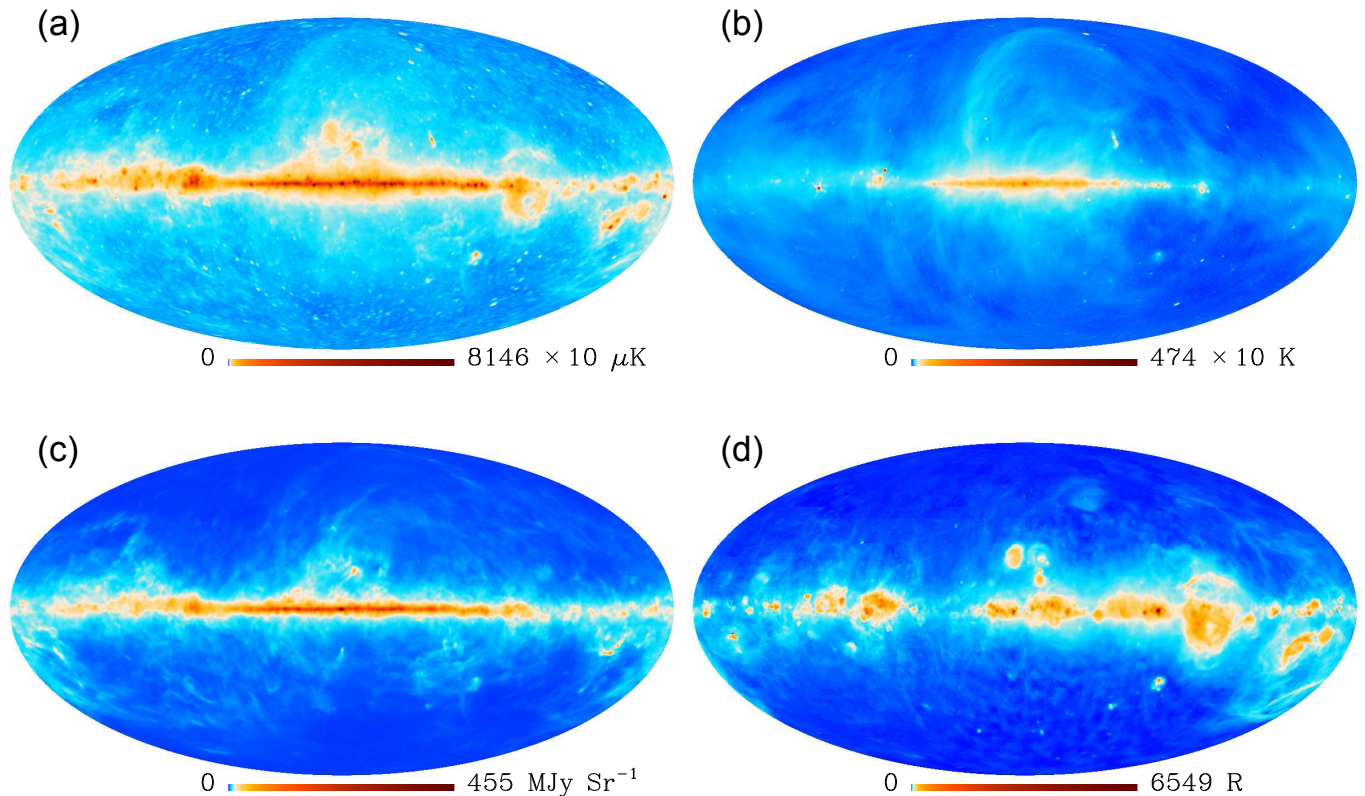 (a)
(b)
0 8146 × 10 μK
0 474 × 10 K
(c)
(d)
0 455 MJy Sr⁻¹
0 6549 R